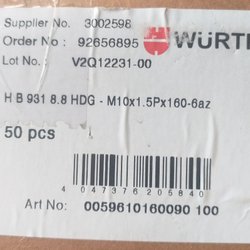 Supplier No. : 3002598
Order No : 92656895
WÜRT
Lot No. : V2Q12231-00
H B 931 8.8 HDG - M10x1.5Px160-6az
50 pcs
4 047376 205840
Art No: 0059610160090 100